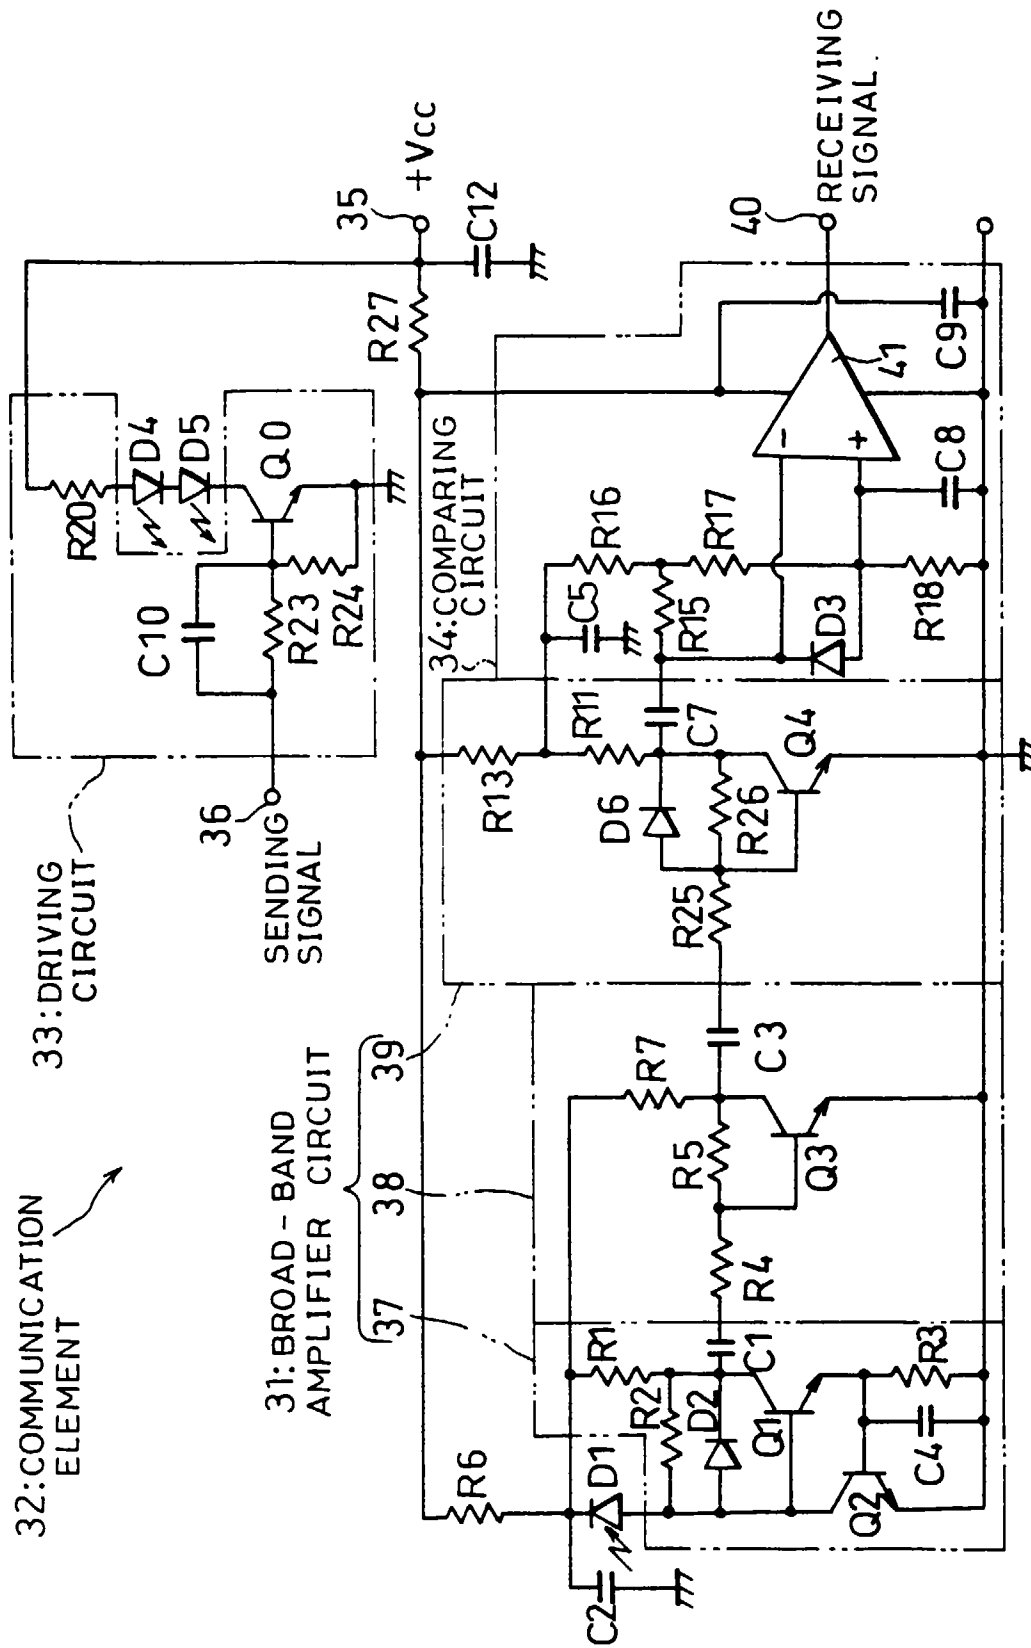 32:COMMUNICATION
ELEMENT
33:DRIVING
CIRCUIT
36
SENDING
SIGNAL
C10
R23
R24
R20
D4
D5
Q0
35
+Vcc
C12
R27
31:BROAD-BAND
AMPLIFIER CIRCUIT
37
38
39
34:COMPARING
CIRCUIT
R6
C2
D1
R1
R2
D2
C1
Q1
Q2
C4
R3
R4
R5
R7
Q3
C3
R25
R26
D6
R13
R11
C7
Q4
C5
R16
R15
R17
D3
R18
-
+
41
C8
C9
40
RECEIVING
SIGNAL.